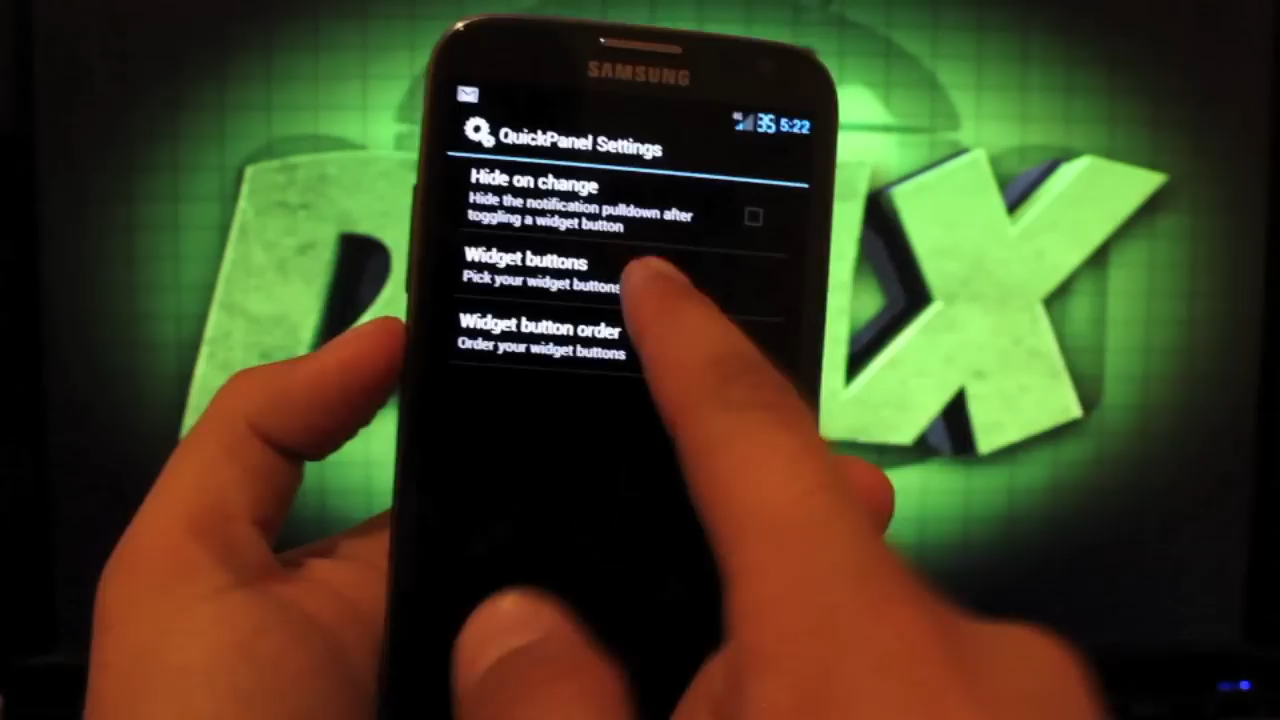 SAMSUNG
35 5:22
QuickPanel Settings
Hide on change
Hide the notification pulldown after
toggling a widget button
Widget buttons
Pick your widget buttons
Widget button order
Order your widget buttons
X